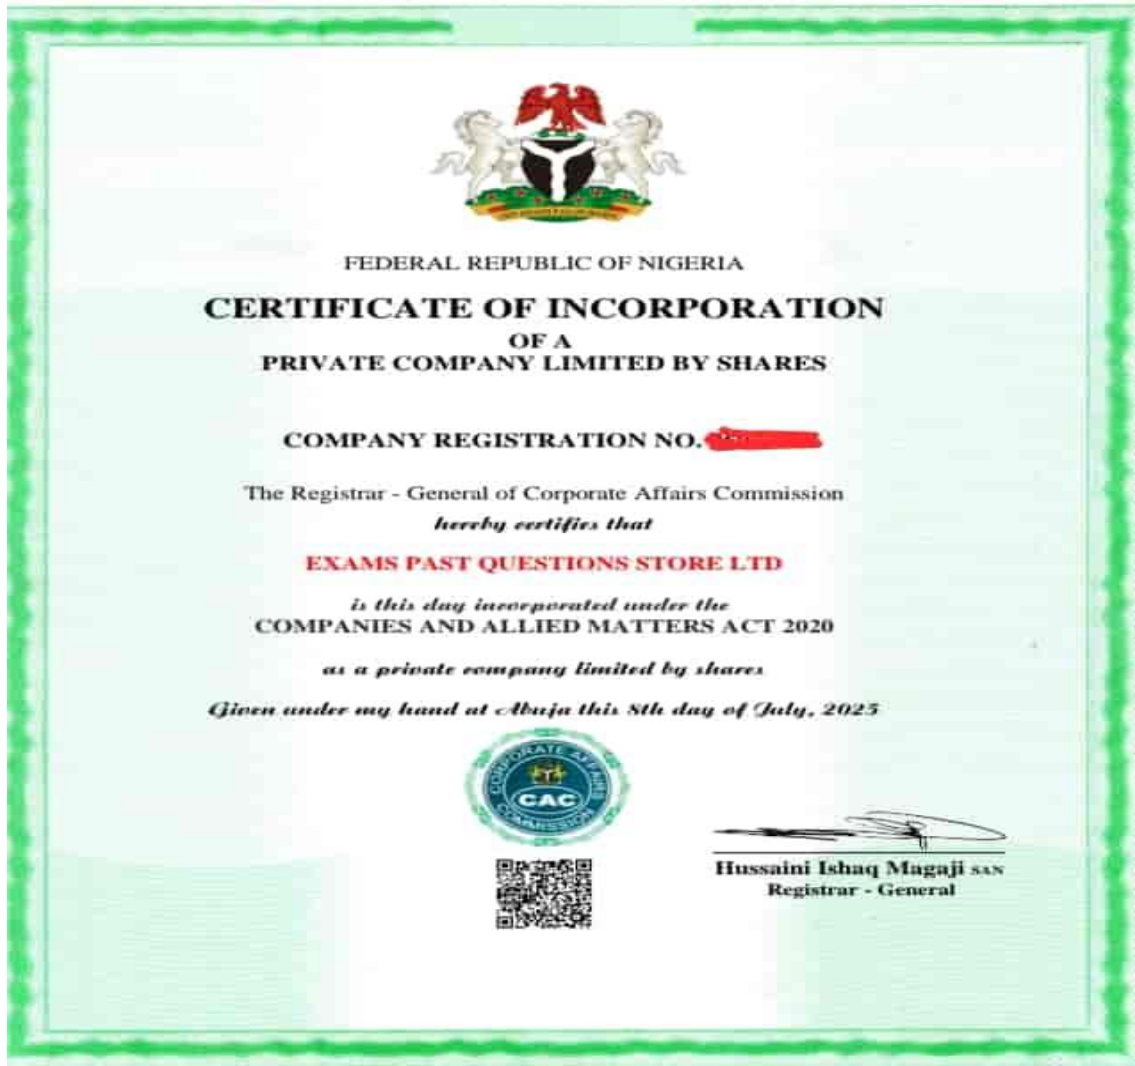 FEDERAL REPUBLIC OF NIGERIA
CERTIFICATE OF INCORPORATION
OF A
PRIVATE COMPANY LIMITED BY SHARES
COMPANY REGISTRATION NO.
The Registrar - General of Corporate Affairs Commission
hereby certifies that
EXAMS PAST QUESTIONS STORE LTD
is this day incorporated under the
COMPANIES AND ALLIED MATTERS ACT 2020
as a private company limited by shares
Given under my hand at Abuja this 8th day of July, 2025
CORPORATE AFFAIRS
CAC
COMMISSION
Hussaini Ishaq Magaji SAN
Registrar - General